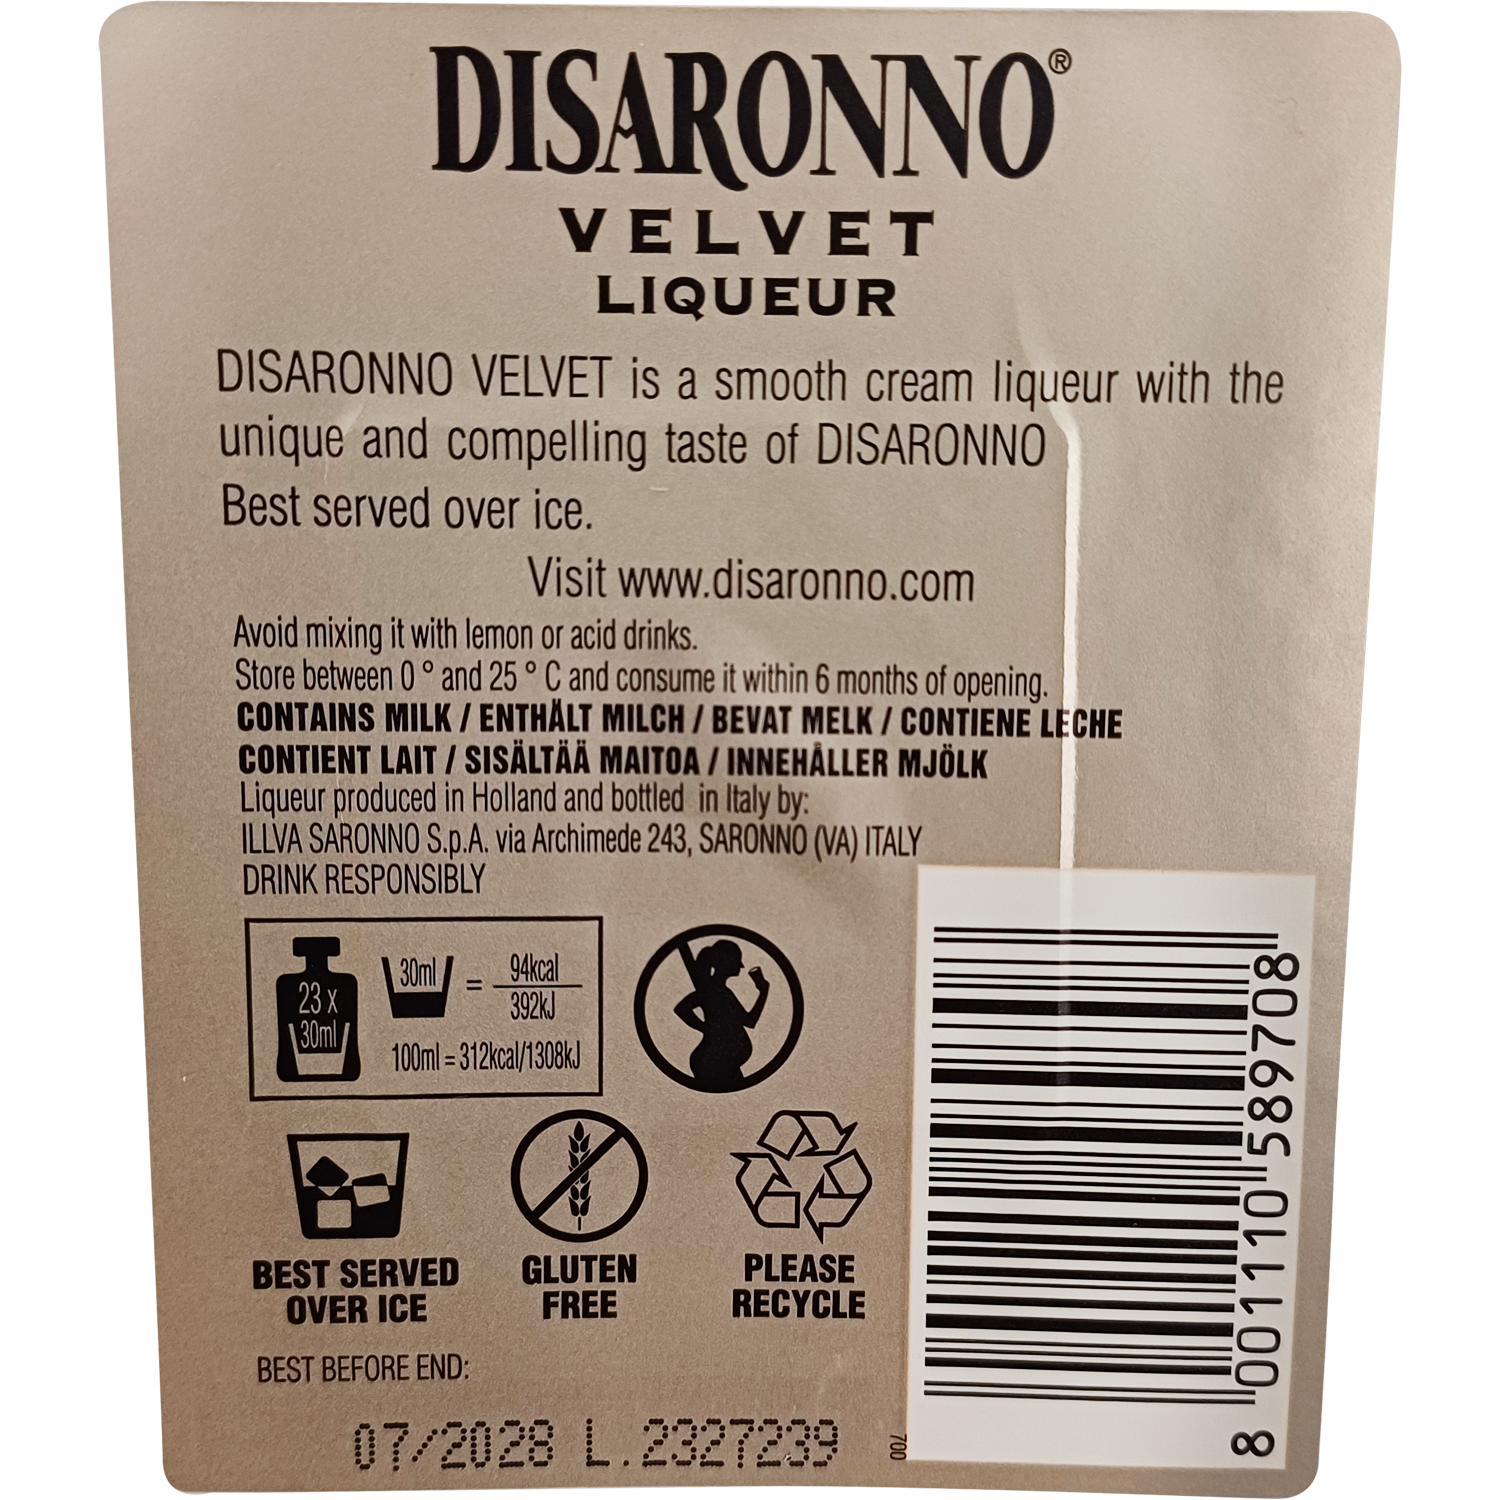 DISARONNO®
VELVET
LIQUEUR
DISARONNO VELVET is a smooth cream liqueur with the
unique and compelling taste of DISARONNO
Best served over ice.
Visit www.disaronno.com
Avoid mixing it with lemon or acid drinks.
Store between 0 ° and 25 ° C and consume it within 6 months of opening.
CONTAINS MILK / ENTHÄLT MILCH / BEVAT MELK / CONTIENE LECHE
CONTIENT LAIT / SISÄLTÄÄ MAITOA / INNEHÅLLER MJÖLK
Liqueur produced in Holland and bottled in Italy by:
ILLVA SARONNO S.p.A. via Archimede 243, SARONNO (VA) ITALY
DRINK RESPONSIBLY
23 x
30ml
30ml = 94kcal
392kJ
100ml = 312kcal/1308kJ
BEST SERVED
OVER ICE
GLUTEN
FREE
PLEASE
RECYCLE
BEST BEFORE END:
07/2028 L.2327239
700
8 001110 589708